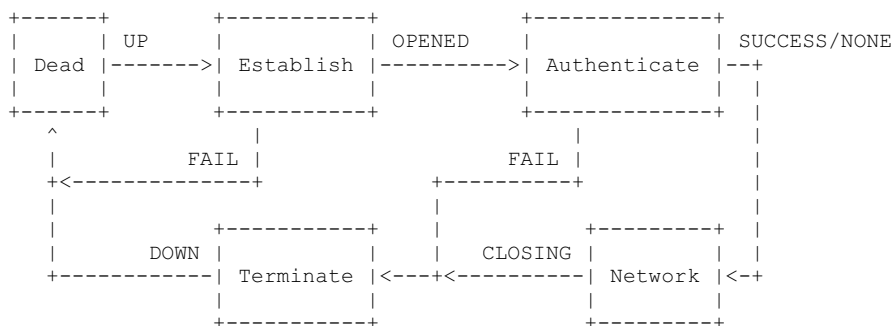 UP OPENED SUCCESS/NONE
Dead Establish Authenticate
FAIL FAIL
DOWN CLOSING
Terminate Network